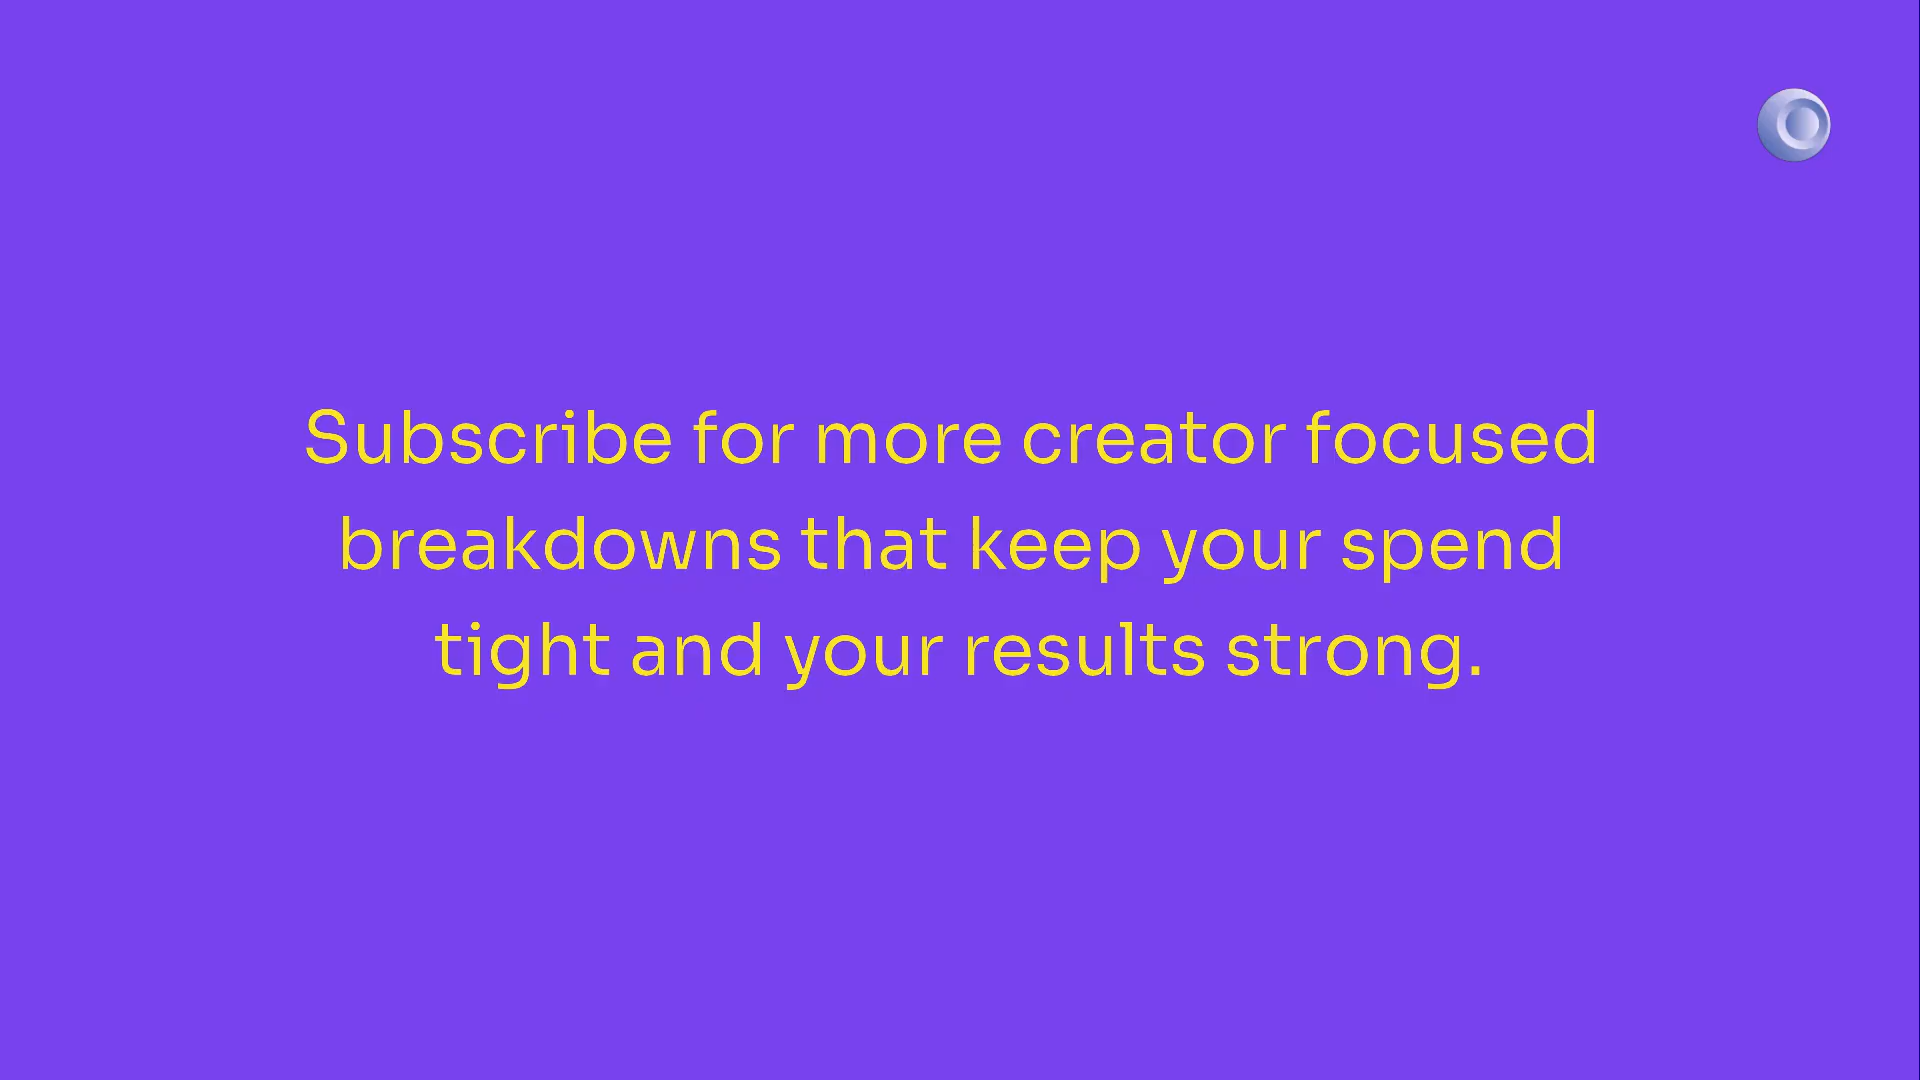 Subscribe for more creator focused
breakdowns that keep your spend
tight and your results strong.